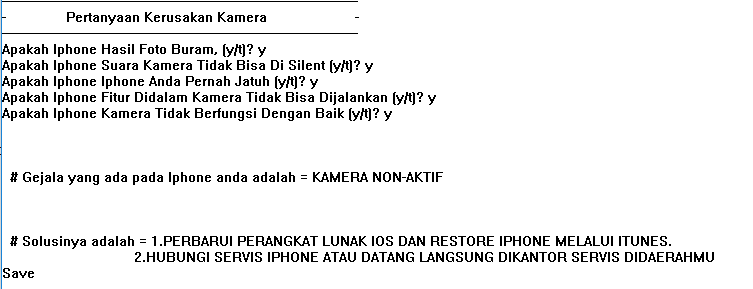 - Pertanyaan Kerusakan Kamera -
Apakah Iphone Hasil Foto Buram, (y/t)? y
Apakah Iphone Suara Kamera Tidak Bisa Di Silent (y/t)? y
Apakah Iphone Iphone Anda Pernah Jatuh (y/t)? y
Apakah Iphone Fitur Didalam Kamera Tidak Bisa Dijalankan (y/t)? y
Apakah Iphone Kamera Tidak Berfungsi Dengan Baik (y/t)? y
# Gejala yang ada pada Iphone anda adalah = KAMERA NON-AKTIF
# Solusinya adalah = 1.PERBARUI PERANGKAT LUNAK IOS DAN RESTORE IPHONE MELALUI ITUNES.
2.HUBUNGI SERVIS IPHONE ATAU DATANG LANGSUNG DIKANTOR SERVIS DIDAERAHMU
Save